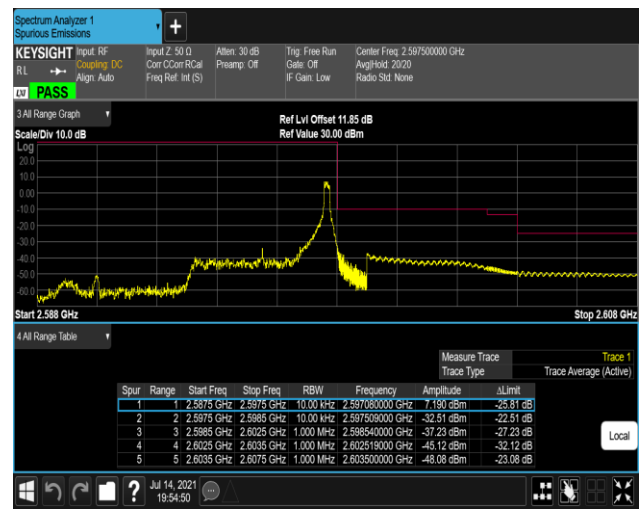 Spectrum Analyzer 1
Spurious Emissions
KEYSIGHT Input: RF Input Z: 50 Ω Atten: 30 dB Trig: Free Run Center Freq: 2.597500000 GHz
RL Coupling: DC Corr CCorr RCal Preamp: Off Gate: Off Avg|Hold: 20/20
Align: Auto Freq Ref: Int (S) IF Gain: Low Radio Std: None
LXI PASS
3 All Range Graph
Ref Lvl Offset 11.85 dB
Scale/Div 10.0 dB Ref Value 30.00 dBm
Log
20.0
10.0
0.00
-10.0
-20.0
-30.0
-40.0
-50.0
-60.0
Start 2.588 GHz Stop 2.608 GHz
4 All Range Table
Measure Trace Trace 1
Trace Type Trace Average (Active)
Spur Range Start Freq Stop Freq RBW Frequency Amplitude ΔLimit
1 1 2.5875 GHz 2.5975 GHz 10.00 kHz 2.597080000 GHz 7.190 dBm -25.81 dB
2 2 2.5975 GHz 2.5985 GHz 10.00 kHz 2.597509000 GHz -32.51 dBm -22.51 dB
3 3 2.5985 GHz 2.6025 GHz 1.000 MHz 2.598540000 GHz -37.23 dBm -27.23 dB
4 4 2.6025 GHz 2.6035 GHz 1.000 MHz 2.602519000 GHz -45.12 dBm -32.12 dB
5 5 2.6035 GHz 2.6075 GHz 1.000 MHz 2.603500000 GHz -48.08 dBm -23.08 dB
Local
Jul 14, 2021
19:54:50